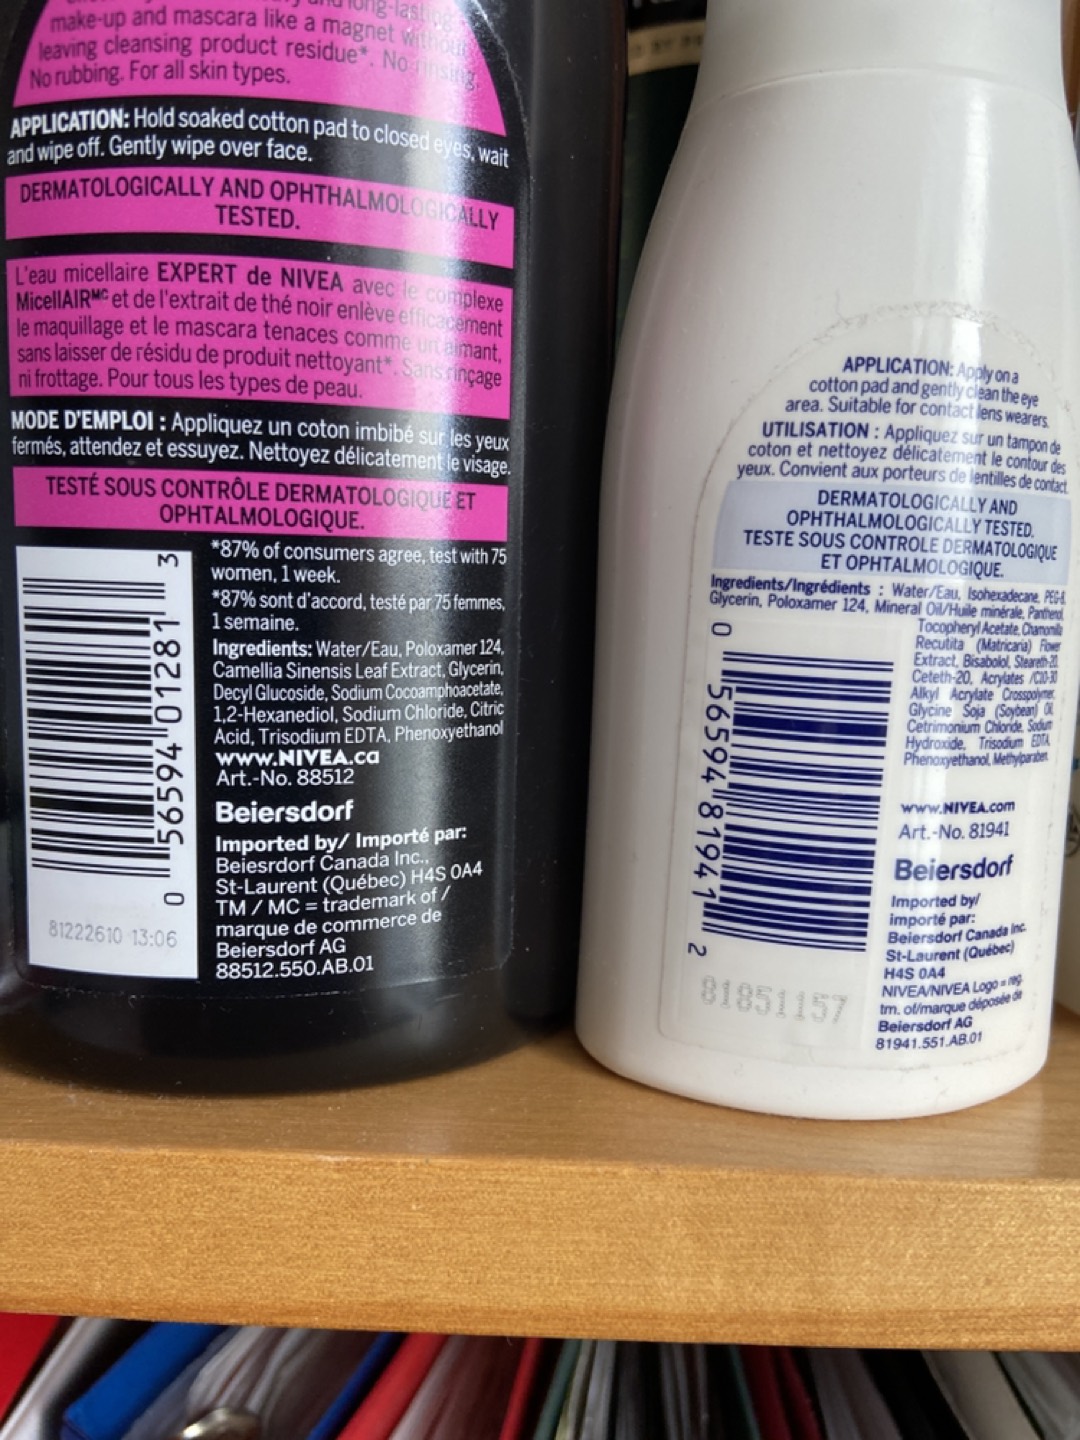 make-up and mascara like a magnet without
leaving cleansing product residue*. No rinsing.
No rubbing. For all skin types.
APPLICATION: Hold soaked cotton pad to closed eyes, wait
and wipe off. Gently wipe over face.
DERMATOLOGICALLY AND OPHTHALMOLOGICALLY
TESTED.
L'eau micellaire EXPERT de NIVEA avec le complexe
MicellAIRᴹᶜ et de l'extrait de thé noir enlève efficacement
le maquillage et le mascara tenaces comme un aimant,
sans laisser de résidu de produit nettoyant*. Sans rinçage
ni frottage. Pour tous les types de peau.
MODE D'EMPLOI : Appliquez un coton imbibé sur les yeux
fermés, attendez et essuyez. Nettoyez délicatement le visage.
TESTÉ SOUS CONTRÔLE DERMATOLOGIQUE ET
OPHTALMOLOGIQUE.
*87% of consumers agree, test with 75
women, 1 week.
*87% sont d'accord, testé par 75 femmes,
1 semaine.
Ingredients: Water/Eau, Poloxamer 124,
Camellia Sinensis Leaf Extract, Glycerin,
Decyl Glucoside, Sodium Cocoamphoacetate,
1,2-Hexanediol, Sodium Chloride, Citric
Acid, Trisodium EDTA, Phenoxyethanol
www.NIVEA.ca
Art.-No. 88512
Beiersdorf
Imported by/ Importé par:
Beiesrdorf Canada Inc.,
St-Laurent (Québec) H4S 0A4
TM / MC = trademark of /
marque de commerce de
Beiersdorf AG
88512.550.AB.01
0 56594 01281 3
81222610 13:06
APPLICATION: Apply on a
cotton pad and gently clean the eye
area. Suitable for contact lens wearers.
UTILISATION : Appliquez sur un tampon de
coton et nettoyez délicatement le contour des
yeux. Convient aux porteurs de lentilles de contact.
DERMATOLOGICALLY AND
OPHTHALMOLOGICALLY TESTED.
TESTE SOUS CONTROLE DERMATOLOGIQUE
ET OPHTALMOLOGIQUE.
Ingredients/Ingrédients : Water/Eau, Isohexadecane, PEG-8,
Glycerin, Poloxamer 124, Mineral Oil/Huile minérale, Panthenol,
Tocopheryl Acetate, Chamomilla
Recutita (Matricaria) Flower
Extract, Bisabolol, Steareth-20,
Ceteth-20, Acrylates /C10-30
Alkyl Acrylate Crosspolymer,
Glycine Soja (Soybean) Oil,
Cetrimonium Chloride, Sodium
Hydroxide, Trisodium EDTA,
Phenoxyethanol, Methylparaben.
www.NIVEA.com
Art.-No. 81941
Beiersdorf
Imported by/
importé par:
Beiersdorf Canada Inc.
St-Laurent (Québec)
H4S 0A4
NIVEA/NIVEA Logo = reg.
tm. of/marque déposée de
Beiersdorf AG
81941.551.AB.01
0 56594 81941 2
81851157